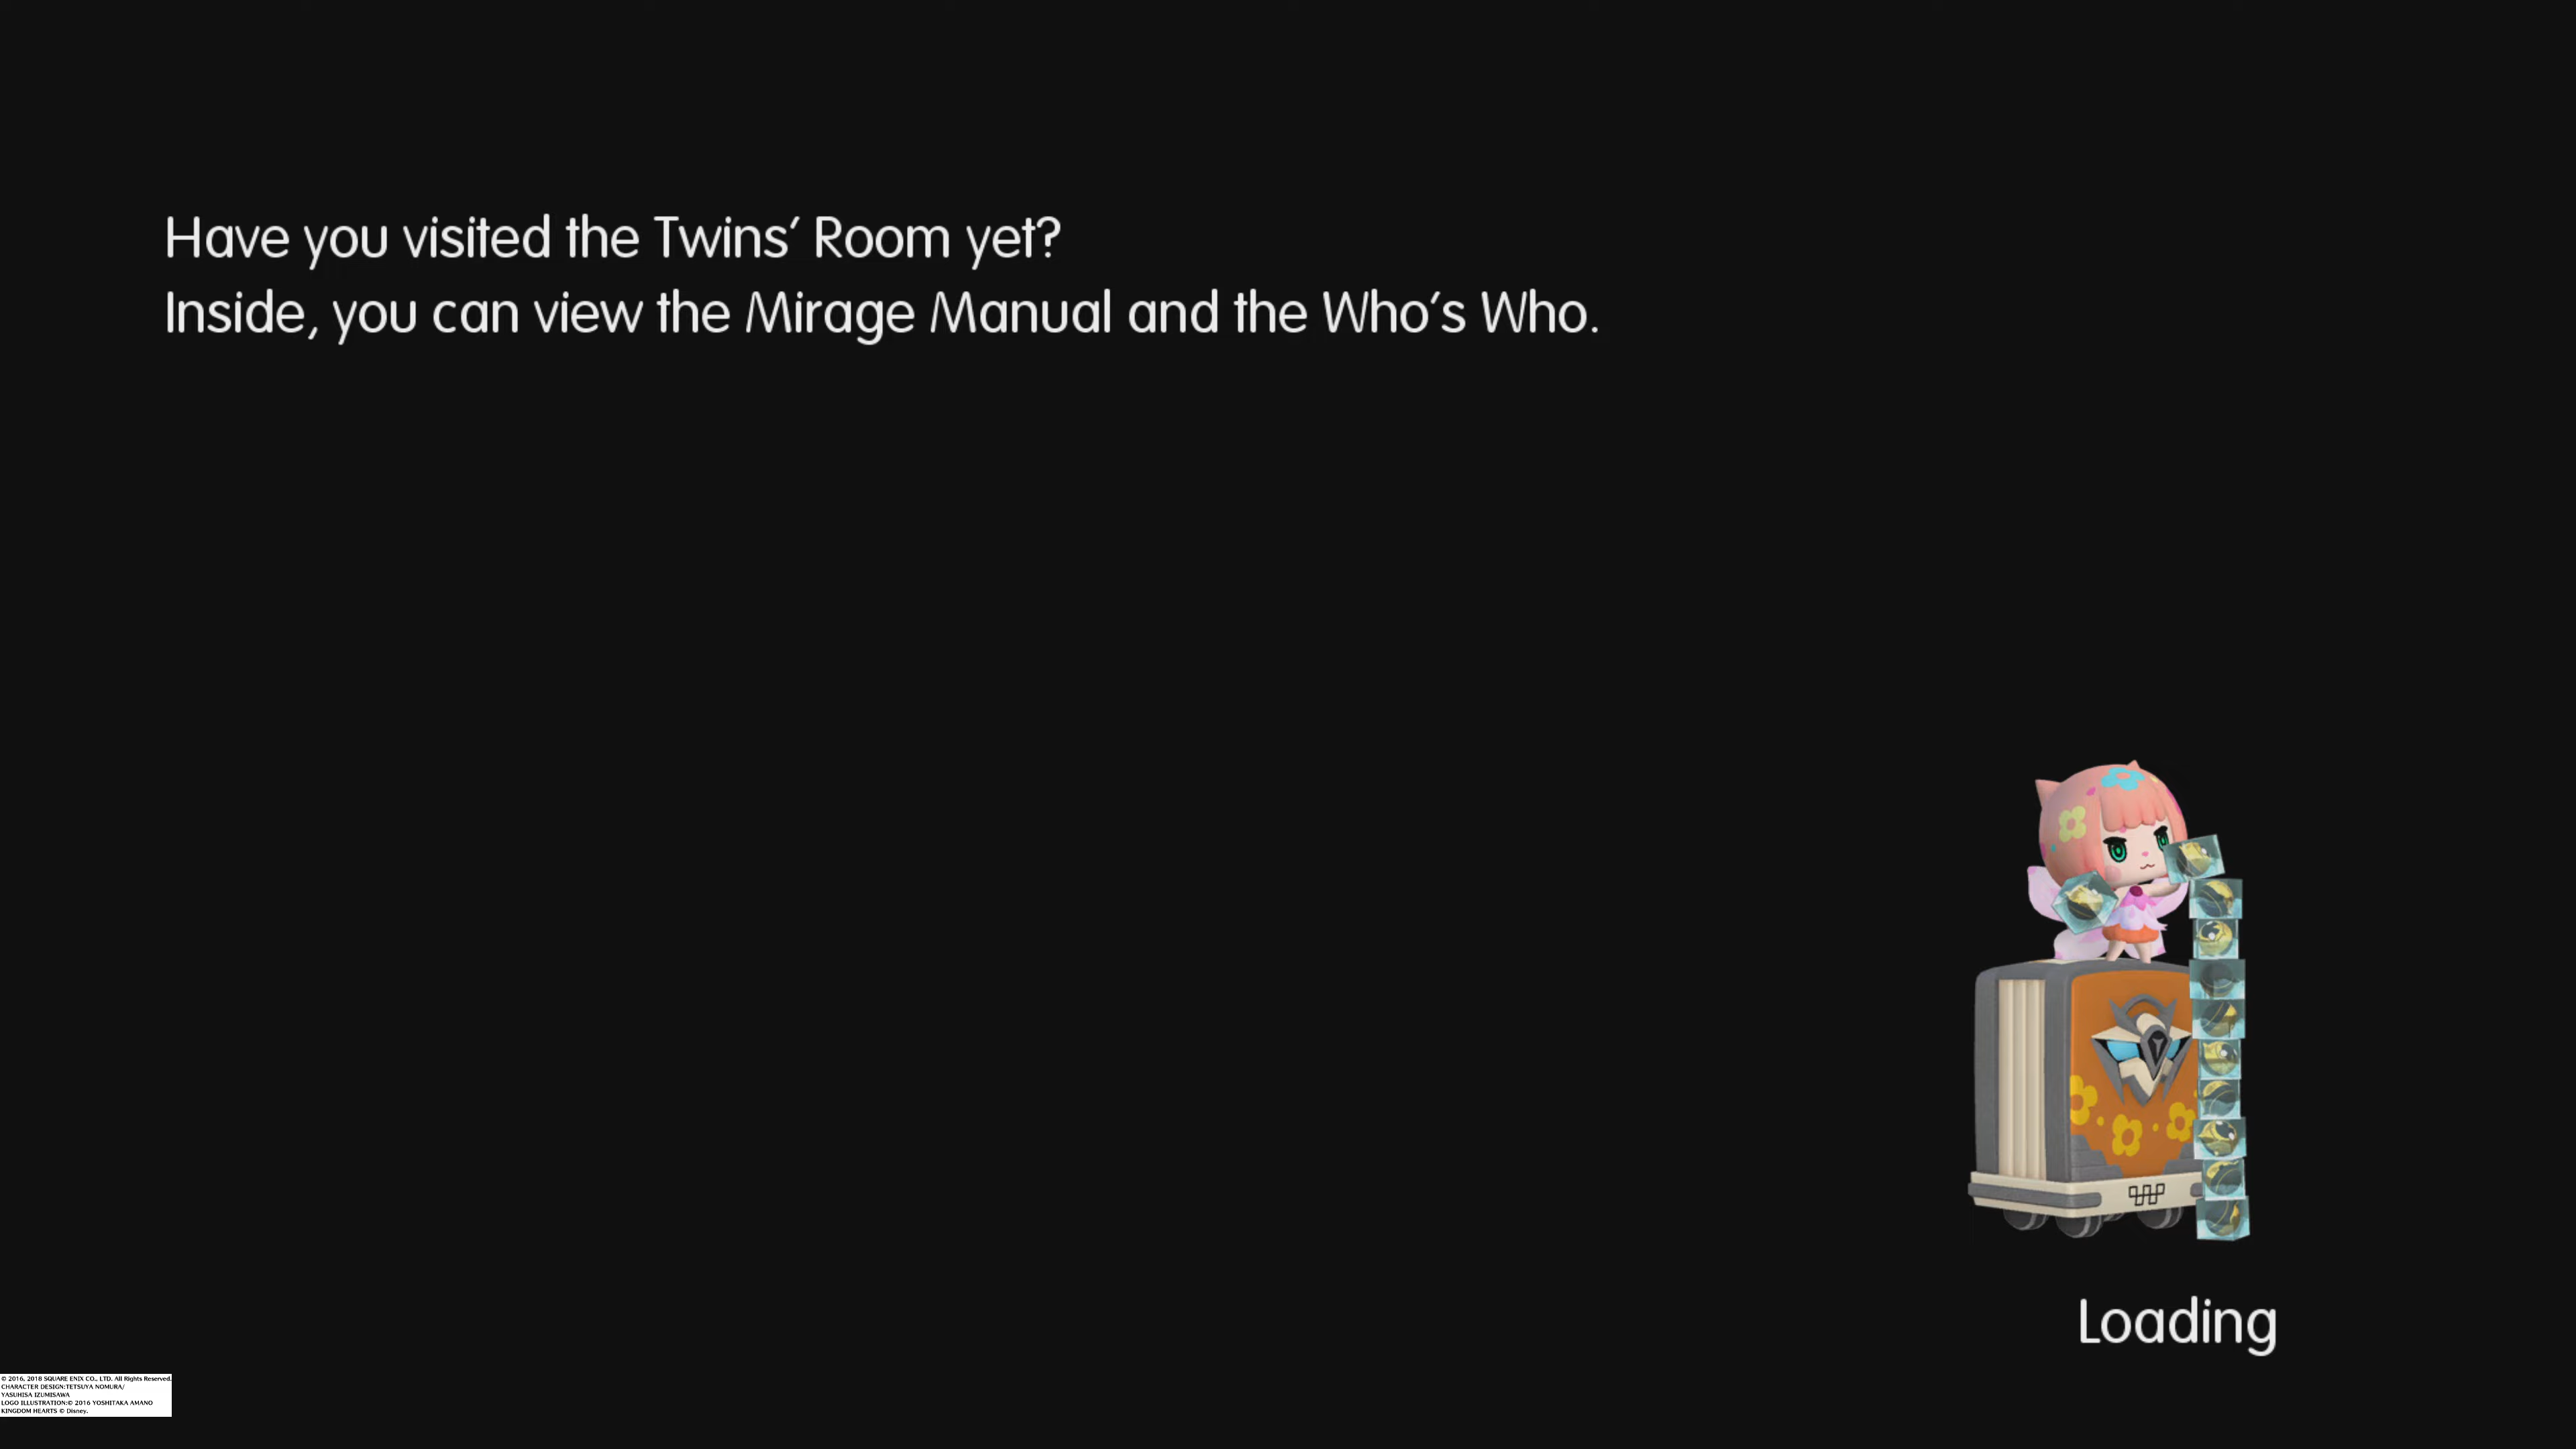 Have you visited the Twins' Room yet?
Inside, you can view the Mirage Manual and the Who's Who.
Loading
© 2016, 2018 SQUARE ENIX CO., LTD. All Rights Reserved.
CHARACTER DESIGN:TETSUYA NOMURA/
YASUHISA IZUMISAWA
LOGO ILLUSTRATION:© 2016 YOSHITAKA AMANO
KINGDOM HEARTS © Disney.